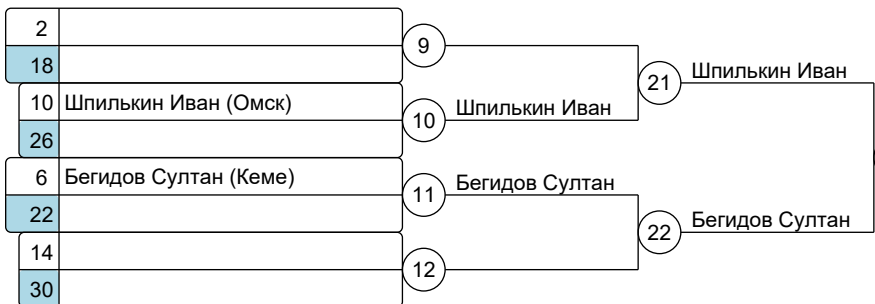 2
18
9
10 Шпилькин Иван (Омск)
26
10 Шпилькин Иван
21 Шпилькин Иван
6 Бегидов Султан (Кеме)
22
11 Бегидов Султан
14
30
12
22 Бегидов Султан